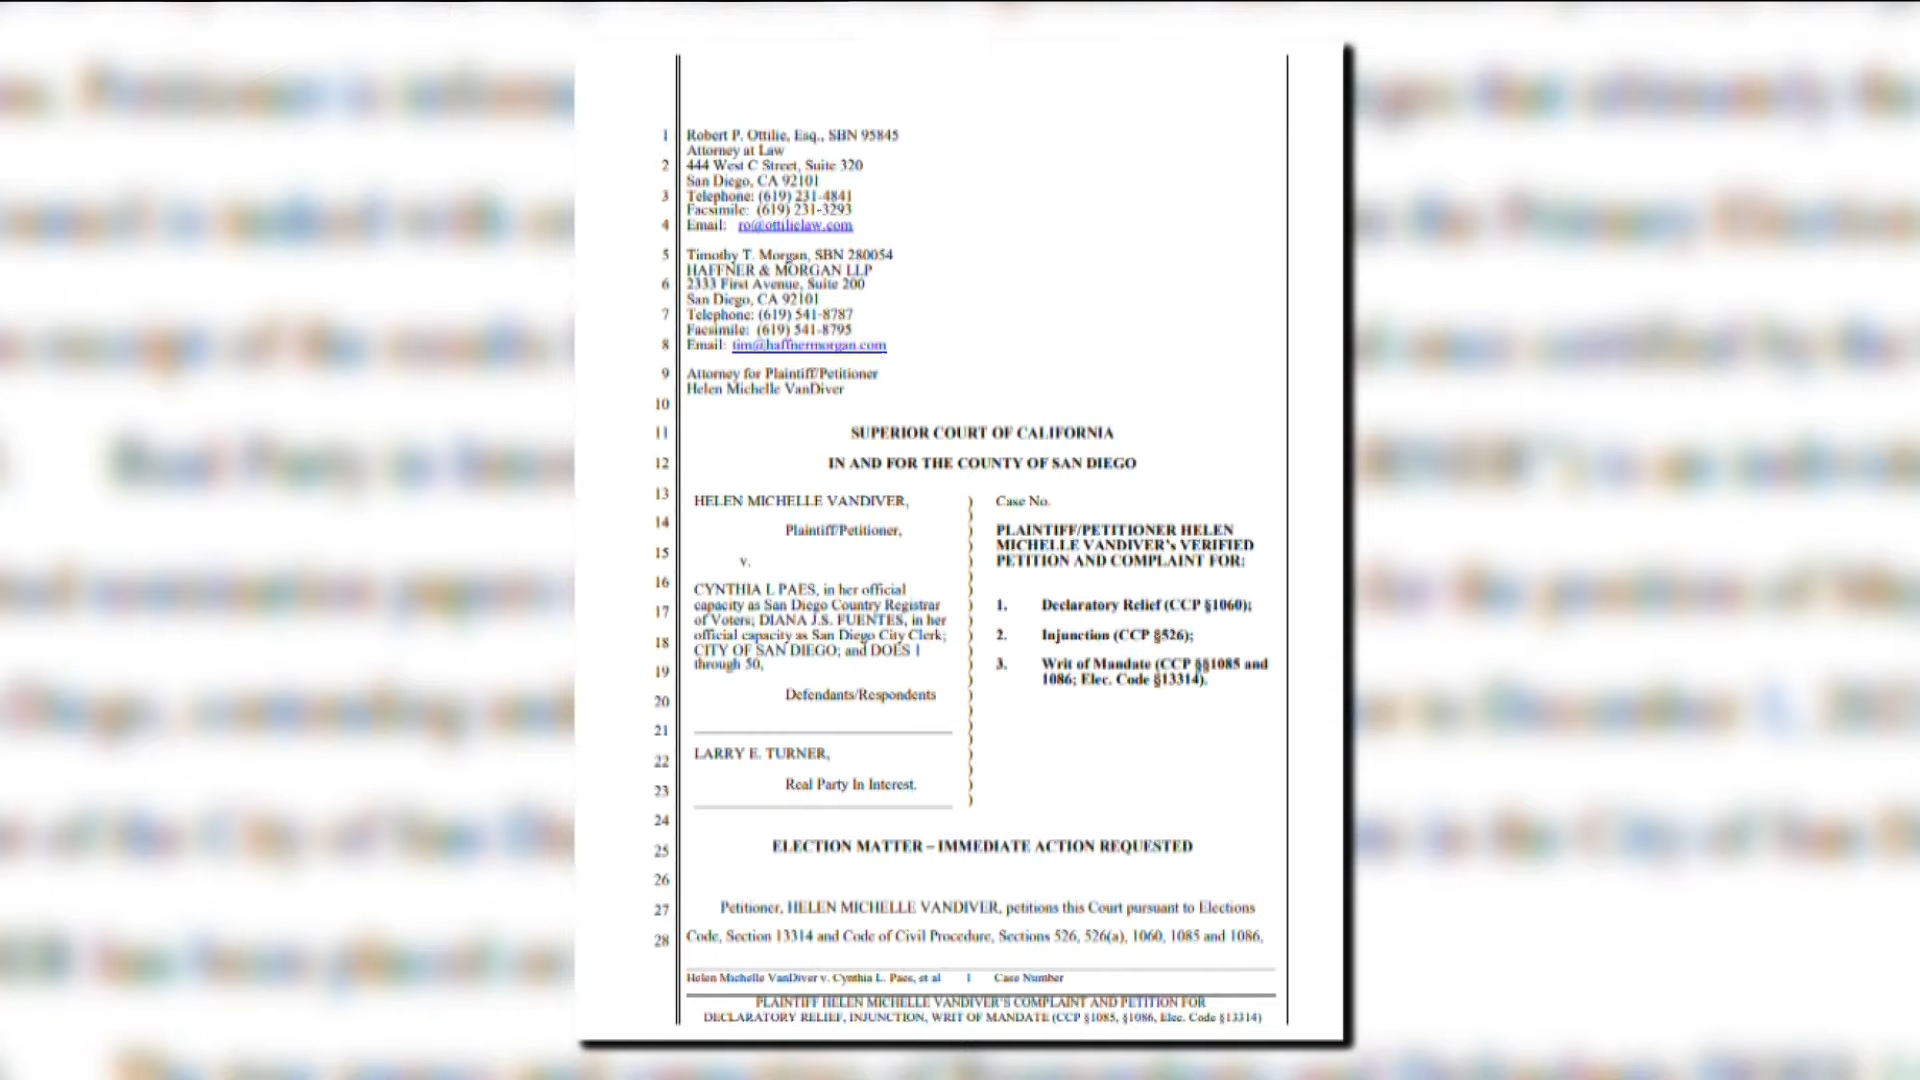 1 Robert P. Ottilie, Esq., SBN 95845
Attorney at Law
2 444 West C Street, Suite 320
San Diego, CA 92101
3 Telephone: (619) 231-4841
Facsimile: (619) 231-3293
4 Email: ro@ottilielaw.com
5 Timothy T. Morgan, SBN 280054
HAFFNER & MORGAN LLP
6 2333 First Avenue, Suite 200
San Diego, CA 92101
7 Telephone: (619) 541-8787
Facsimile: (619) 541-8795
8 Email: tim@haffnermorgan.com
9 Attorney for Plaintiff/Petitioner
Helen Michelle VanDiver
10
11 SUPERIOR COURT OF CALIFORNIA
12 IN AND FOR THE COUNTY OF SAN DIEGO
13 HELEN MICHELLE VANDIVER, ) Case No.
14 Plaintiff/Petitioner, ) PLAINTIFF/PETITIONER HELEN
) MICHELLE VANDIVER's VERIFIED
15 v. ) PETITION AND COMPLAINT FOR:
16 CYNTHIA L PAES, in her official
17 capacity as San Diego Country Registrar ) 1. Declaratory Relief (CCP §1060);
of Voters; DIANA J.S. FUENTES, in her
18 official capacity as San Diego City Clerk; ) 2. Injunction (CCP §526);
CITY OF SAN DIEGO; and DOES 1
19 through 50, ) 3. Writ of Mandate (CCP §§1085 and
1086; Elec. Code §13314).
20 Defendants/Respondents
21
22 LARRY E. TURNER,
23 Real Party In Interest.
24
25 ELECTION MATTER – IMMEDIATE ACTION REQUESTED
26
27 Petitioner, HELEN MICHELLE VANDIVER, petitions this Court pursuant to Elections
28 Code, Section 13314 and Code of Civil Procedure, Sections 526, 526(a), 1060, 1085 and 1086,
Helen Michelle VanDiver v. Cynthia L. Paes, et al 1 Case Number
PLAINTIFF HELEN MICHELLE VANDIVER'S COMPLAINT AND PETITION FOR
DECLARATORY RELIEF, INJUNCTION, WRIT OF MANDATE (CCP §1085, §1086, Elec. Code §13314)